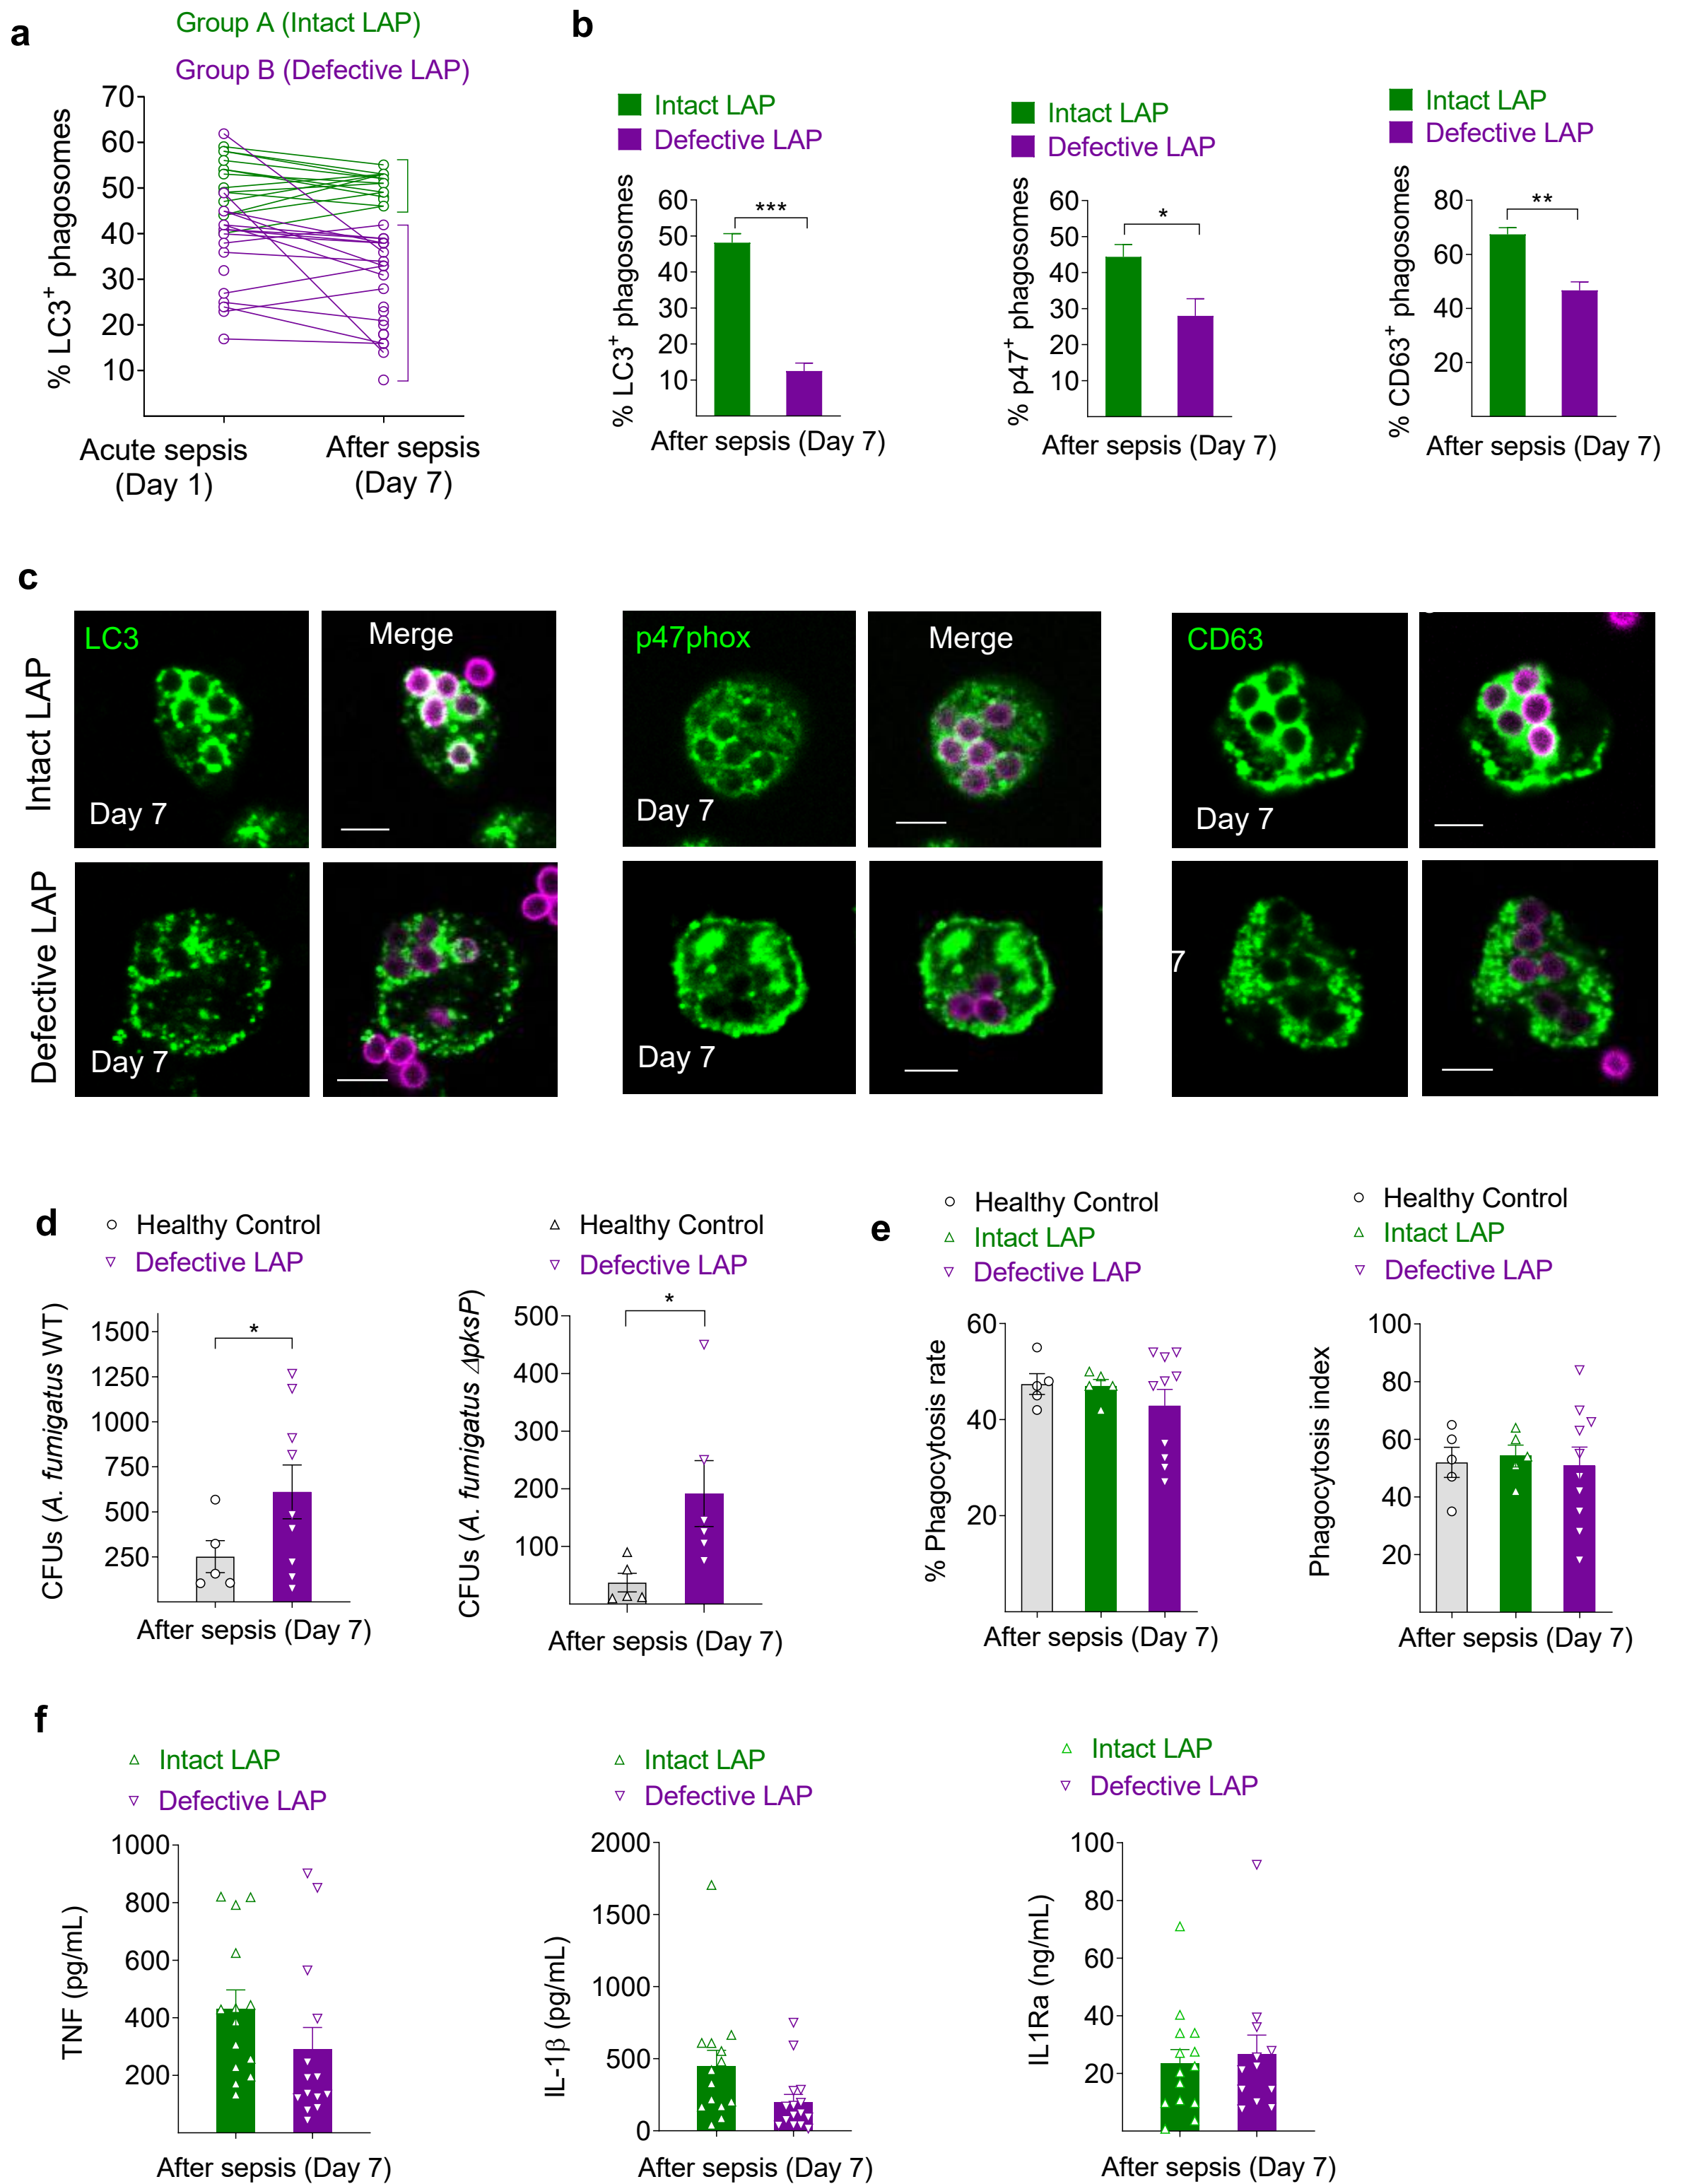 a
Group A (Intact LAP)
Group B (Defective LAP)
% LC3+ phagosomes
70
60
50
40
30
20
10
Acute sepsis
(Day 1)
After sepsis
(Day 7)
b
Intact LAP
Defective LAP
% LC3+ phagosomes
60
50
40
30
20
10
***
After sepsis (Day 7)
Intact LAP
Defective LAP
% p47+ phagosomes
60
50
40
30
20
10
*
After sepsis (Day 7)
Intact LAP
Defective LAP
% CD63+ phagosomes
80
60
40
20
**
After sepsis (Day 7)
c
Intact LAP
LC3
Day 7
Merge
p47phox
Day 7
Merge
CD63
Day 7
Defective LAP
Day 7
Day 7
7
d
Healthy Control
Defective LAP
CFUs (A. fumigatus WT)
1500
1250
1000
750
500
250
*
After sepsis (Day 7)
Healthy Control
Defective LAP
CFUs (A. fumigatus ΔpksP)
500
400
300
200
100
*
After sepsis (Day 7)
e
Healthy Control
Intact LAP
Defective LAP
% Phagocytosis rate
60
40
20
After sepsis (Day 7)
Healthy Control
Intact LAP
Defective LAP
Phagocytosis index
100
80
60
40
20
After sepsis (Day 7)
f
Intact LAP
Defective LAP
TNF (pg/mL)
1000
800
600
400
200
After sepsis (Day 7)
Intact LAP
Defective LAP
IL-1β (pg/mL)
2000
1500
1000
500
0
After sepsis (Day 7)
Intact LAP
Defective LAP
IL1Ra (ng/mL)
100
80
60
40
20
After sepsis (Day 7)